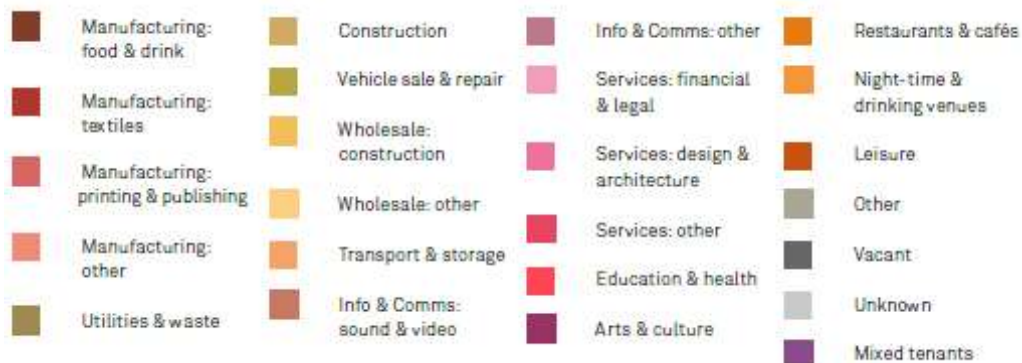 Manufacturing:
food & drink
Manufacturing:
textiles
Manufacturing:
printing & publishing
Manufacturing:
other
Utilities & waste
Construction
Vehicle sale & repair
Wholesale:
construction
Wholesale: other
Transport & storage
Info & Comms:
sound & video
Info & Comms: other
Services: financial
& legal
Services: design &
architecture
Services: other
Education & health
Arts & culture
Restaurants & cafés
Night-time &
drinking venues
Leisure
Other
Vacant
Unknown
Mixed tenants